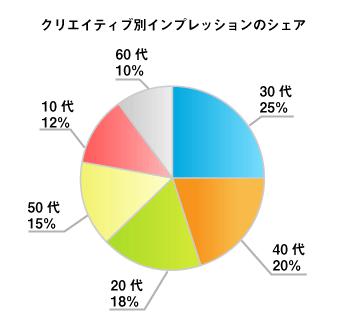 クリエイティブ別インプレッションのシェア
60 代
10%
30 代
25%
10 代
12%
50 代
15%
40 代
20%
20 代
18%